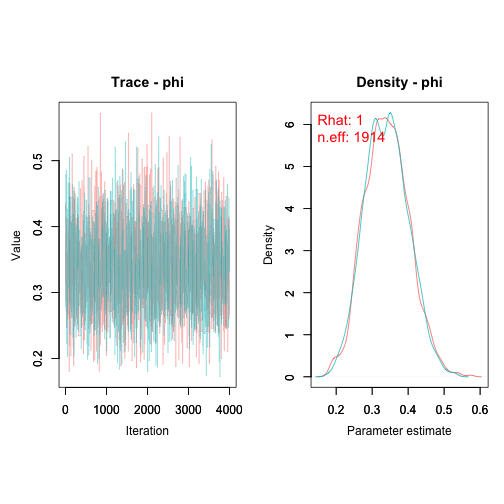 Trace - phi
Value
0.2
0.3
0.4
0.5
0
1000
2000
3000
4000
Iteration
Density - phi
Rhat: 1
n.eff: 1914
Density
0
1
2
3
4
5
6
0.2
0.3
0.4
0.5
0.6
Parameter estimate